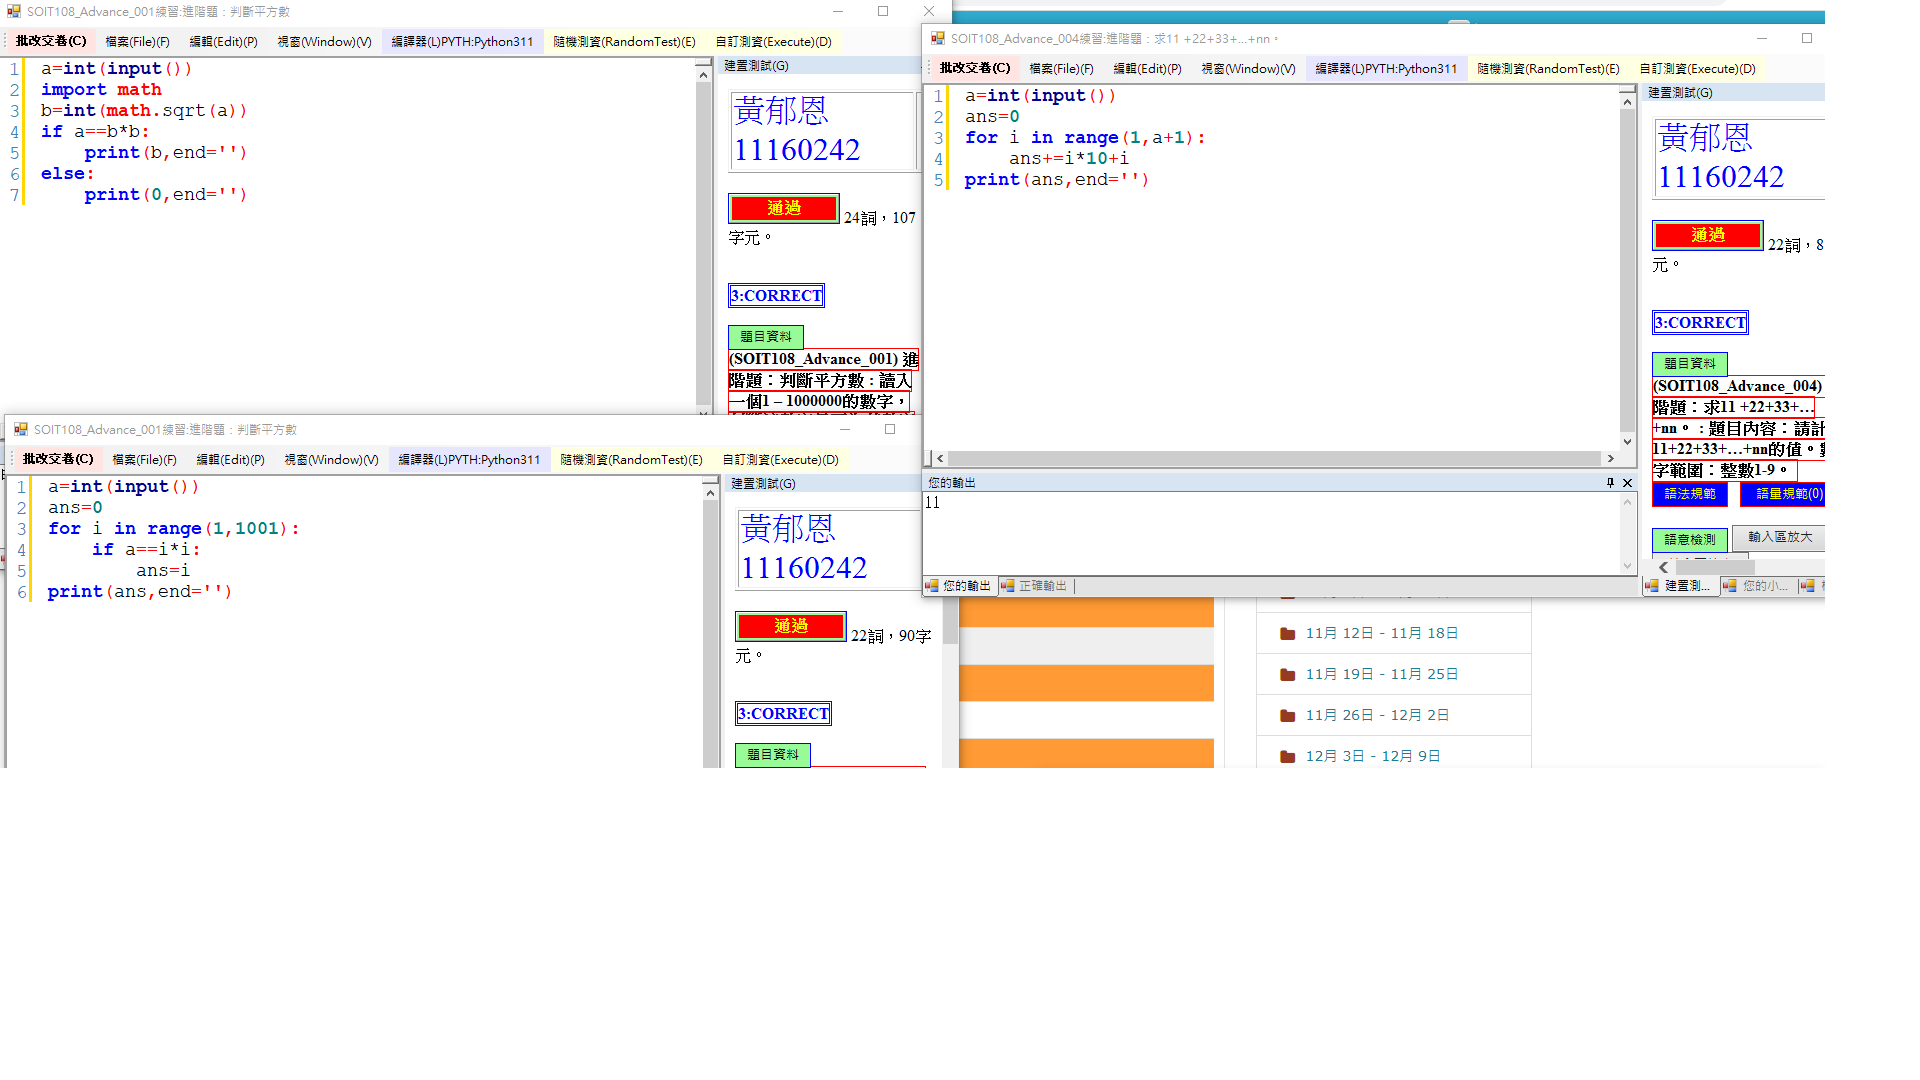 SOIT108_Advance_001練習:進階題：判斷平方數
批改交卷(C) 檔案(File)(F) 編輯(Edit)(P) 視窗(Window)(V) 編譯器(L)PYTH:Python311 隨機測資(RandomTest)(E) 自訂測資(Execute)(D)
1 a=int(input())
2 import math
3 b=int(math.sqrt(a))
4 if a==b*b:
5     print(b,end='')
6 else:
7     print(0,end='')
建置測試(G)
黃郁恩
11160242
通過 24詞，107
字元。
3:CORRECT
題目資料
(SOIT108_Advance_001) 進
階題：判斷平方數：讀入
一個1 – 1000000的數字，
SOIT108_Advance_004練習:進階題：求11 +22+33+...+nn。
批改交卷(C) 檔案(File)(F) 編輯(Edit)(P) 視窗(Window)(V) 編譯器(L)PYTH:Python311 隨機測資(RandomTest)(E) 自訂測資(Execute)(D)
1 a=int(input())
2 ans=0
3 for i in range(1,a+1):
4     ans+=i*10+i
5 print(ans,end='')
建置測試(G)
黃郁恩
11160242
通過 22詞，8
元。
3:CORRECT
題目資料
(SOIT108_Advance_004)
階題：求11 +22+33+...
+nn。：題目內容：請計
11+22+33+...+nn的值。
字範圍：整數1-9。
語法規範 語量規範(0)
語意檢測 輸入區放大
您的輸出
11
您的輸出 正確輸出
建置測... 您的小...
SOIT108_Advance_001練習:進階題：判斷平方數
批改交卷(C) 檔案(File)(F) 編輯(Edit)(P) 視窗(Window)(V) 編譯器(L)PYTH:Python311 隨機測資(RandomTest)(E) 自訂測資(Execute)(D)
1 a=int(input())
2 ans=0
3 for i in range(1,1001):
4     if a==i*i:
5         ans=i
6 print(ans,end='')
建置測試(G)
黃郁恩
11160242
通過 22詞，90字
元。
3:CORRECT
題目資料
11月 12日 - 11月 18日
11月 19日 - 11月 25日
11月 26日 - 12月 2日
12月 3日 - 12月 9日